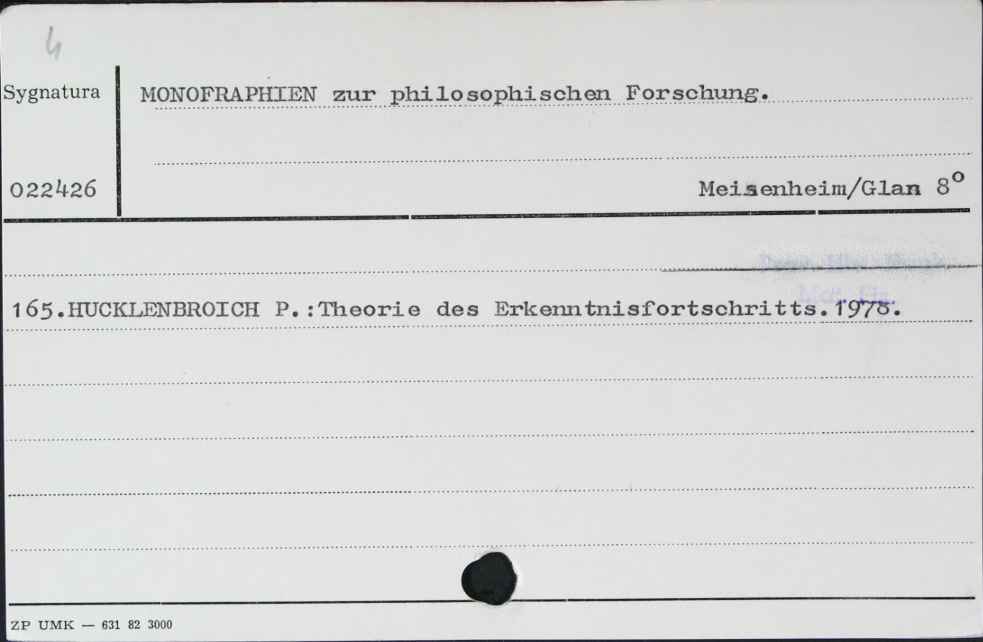 4
Sygnatura
MONOFRAPHIEN zur philosophischen Forschung.
022426
Meisenheim/Glan 8°
165.HUCKLENBROICH P.:Theorie des Erkenntnisfortschritts.1978.
ZP UMK — 631 82 3000